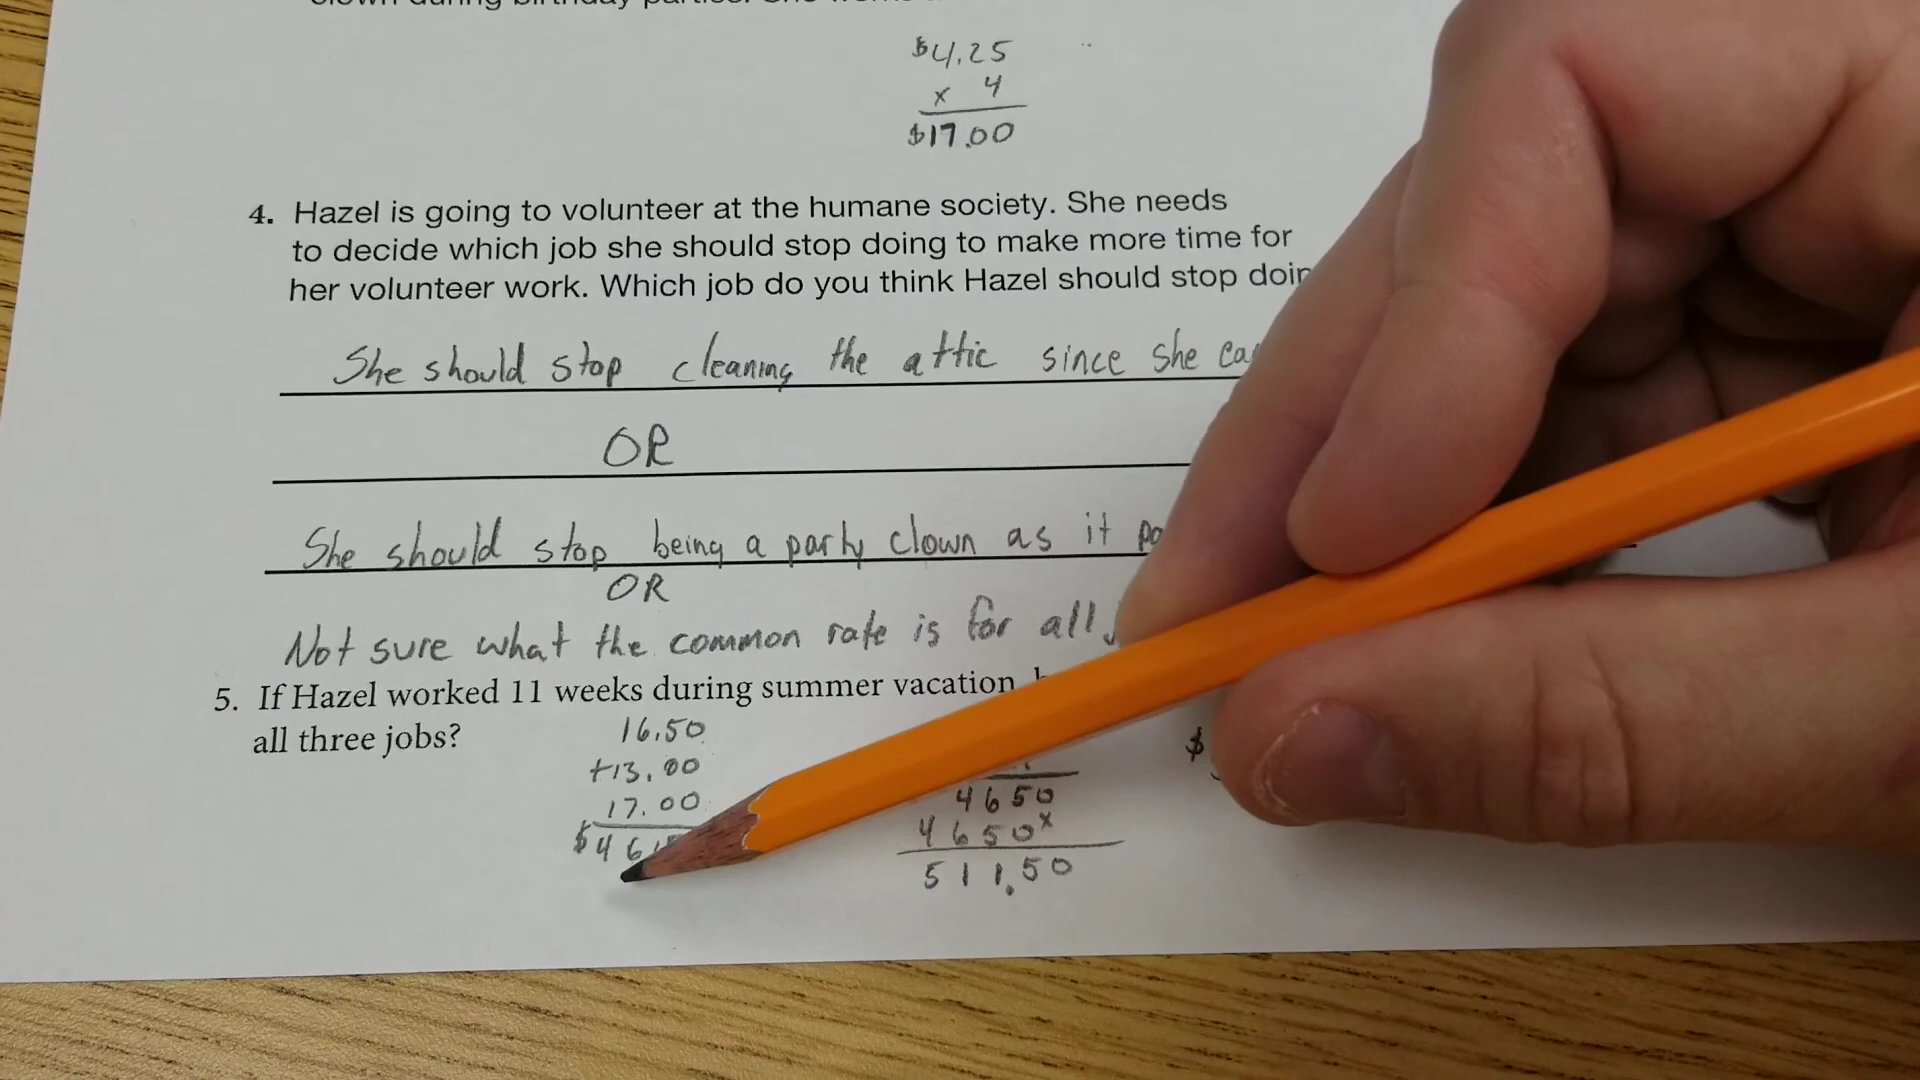 $4.25
x 4
$17.00
4. Hazel is going to volunteer at the humane society. She needs
to decide which job she should stop doing to make more time for
her volunteer work. Which job do you think Hazel should stop
She should stop cleaning the attic since she
OR
She should stop being a party clown as it
OR
Not sure what the common rate is for all
5. If Hazel worked 11 weeks during summer vacation
all three jobs?
16.50
+13.00
17.00
$46
$
4650
4650x
511.50